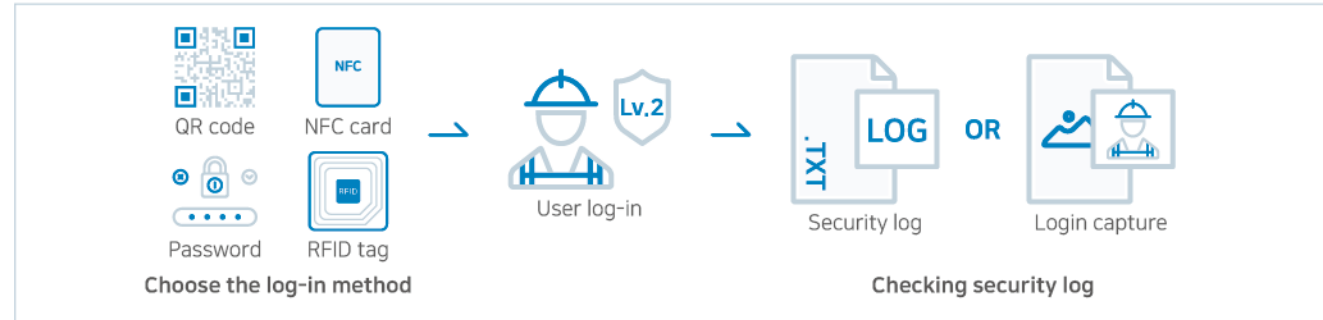 NFC
QR code
NFC card
RFID
Password
RFID tag
Choose the log-in method
Lv.2
User log-in
.TXT
LOG
Security log
OR
Login capture
Checking security log